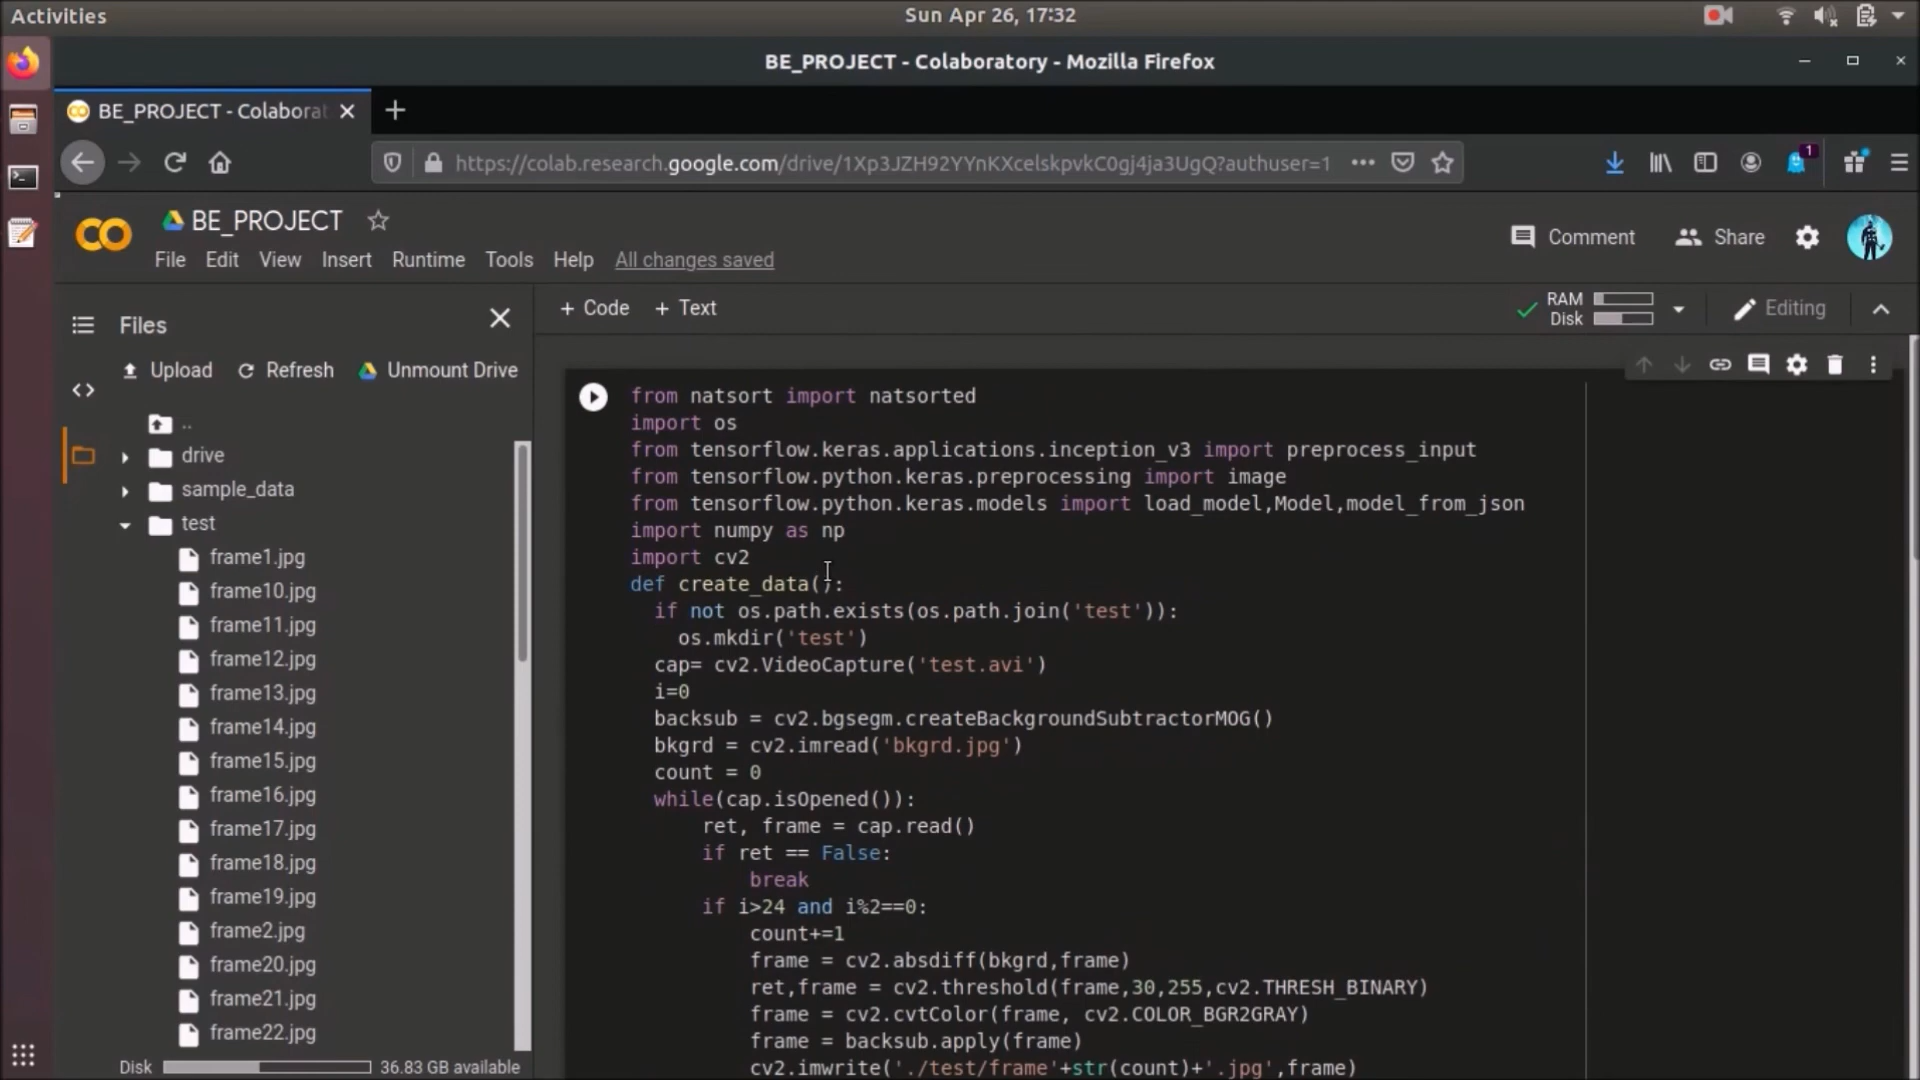 Activities
Sun Apr 26, 17:32
BE_PROJECT - Colaboratory - Mozilla Firefox
BE_PROJECT - Colaborat
https://colab.research.google.com/drive/1Xp3JZH92YYnKXcelskpvkC0gj4ja3UgQ?authuser=1
1
BE_PROJECT
File Edit View Insert Runtime Tools Help All changes saved
Comment Share
Files
+ Code + Text
RAM
Disk
Editing
Upload Refresh Unmount Drive
..
drive
sample_data
test
frame1.jpg
frame10.jpg
frame11.jpg
frame12.jpg
frame13.jpg
frame14.jpg
frame15.jpg
frame16.jpg
frame17.jpg
frame18.jpg
frame19.jpg
frame2.jpg
frame20.jpg
frame21.jpg
frame22.jpg
Disk 36.83 GB available
from natsort import natsorted
import os
from tensorflow.keras.applications.inception_v3 import preprocess_input
from tensorflow.python.keras.preprocessing import image
from tensorflow.python.keras.models import load_model,Model,model_from_json
import numpy as np
import cv2
def create_data():
  if not os.path.exists(os.path.join('test')):
    os.mkdir('test')
  cap= cv2.VideoCapture('test.avi')
  i=0
  backsub = cv2.bgsegm.createBackgroundSubtractorMOG()
  bkgrd = cv2.imread('bkgrd.jpg')
  count = 0
  while(cap.isOpened()):
      ret, frame = cap.read()
      if ret == False:
          break
      if i>24 and i%2==0:
          count+=1
          frame = cv2.absdiff(bkgrd,frame)
          ret,frame = cv2.threshold(frame,30,255,cv2.THRESH_BINARY)
          frame = cv2.cvtColor(frame, cv2.COLOR_BGR2GRAY)
          frame = backsub.apply(frame)
          cv2.imwrite('./test/frame'+str(count)+'.jpg',frame)